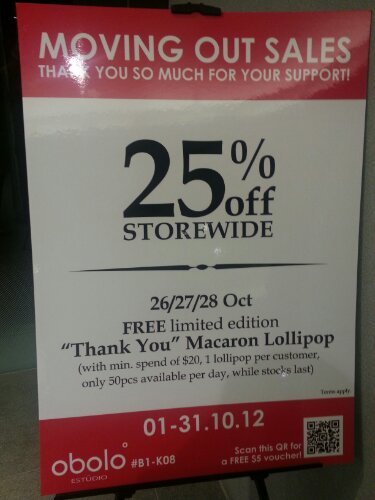 MOVING OUT SALES
THANK YOU SO MUCH FOR YOUR SUPPORT!
25% off
STOREWIDE
26/27/28 Oct
FREE limited edition
“Thank You” Macaron Lollipop
(with min. spend of $20, 1 lollipop per customer,
only 50pcs available per day, while stocks last)
Terms apply
01-31.10.12
obolo
ESTÚDIO
#B1-K08
Scan this QR for
a FREE $5 voucher!